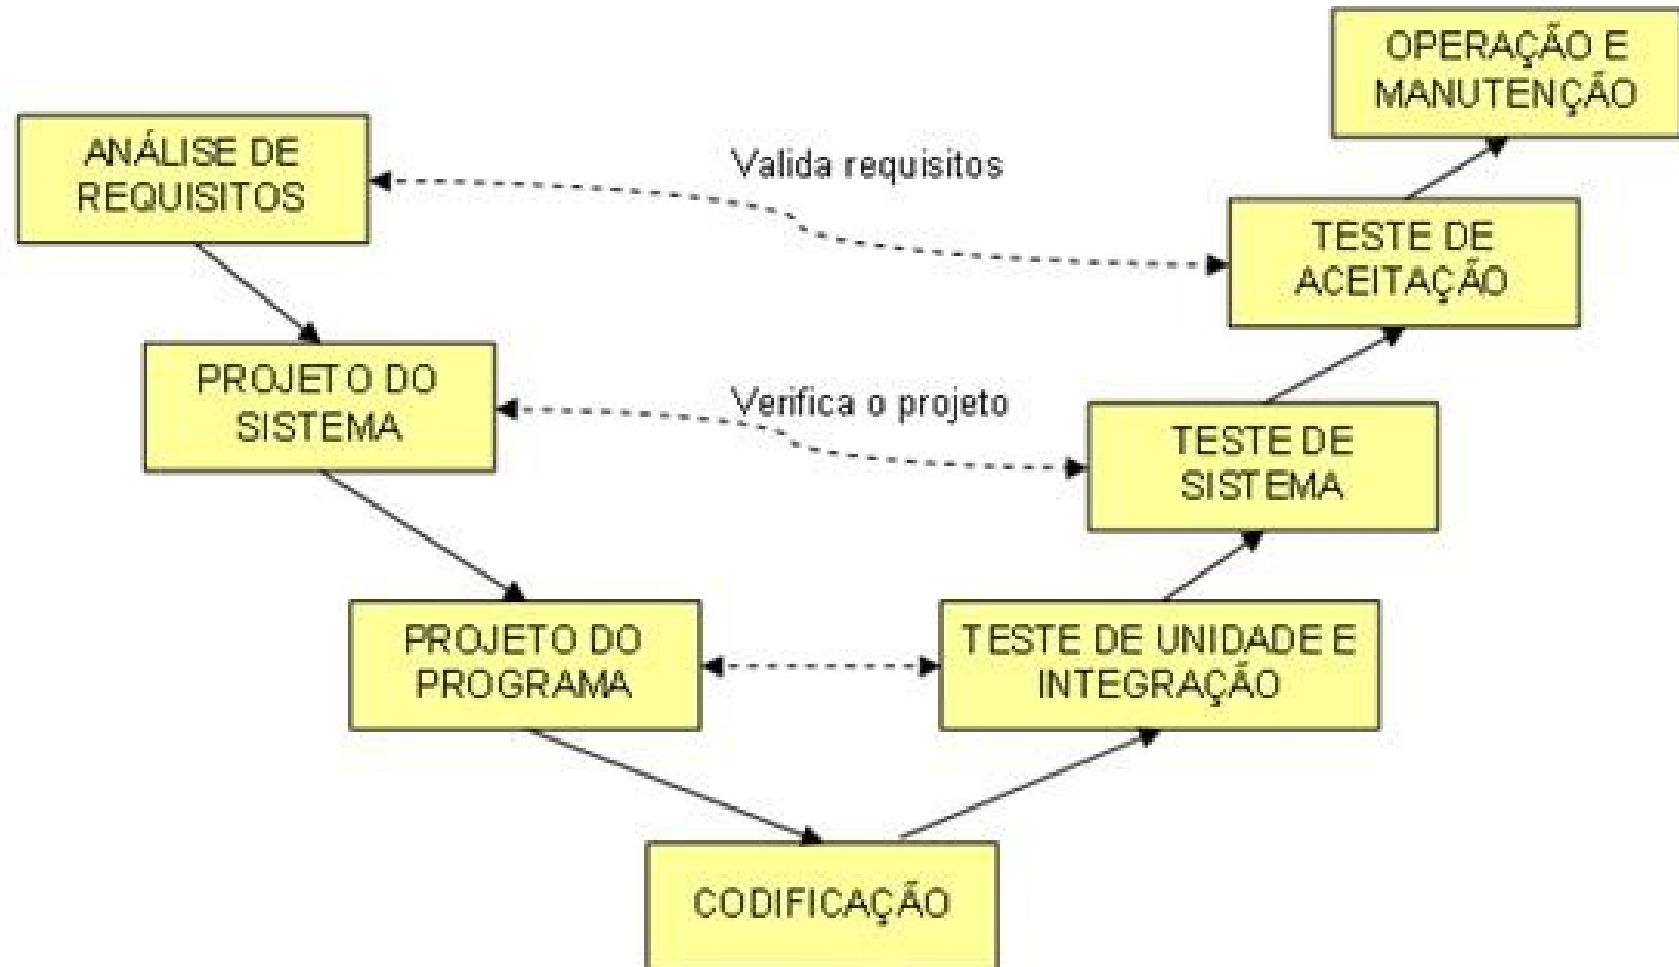 OPERAÇÃO E
MANUTENÇÃO
ANÁLISE DE
REQUISITOS
Valida requisitos
TESTE DE
ACEITAÇÃO
PROJETO DO
SISTEMA
Verifica o projeto
TESTE DE
SISTEMA
PROJETO DO
PROGRAMA
TESTE DE UNIDADE E
INTEGRAÇÃO
CODIFICAÇÃO